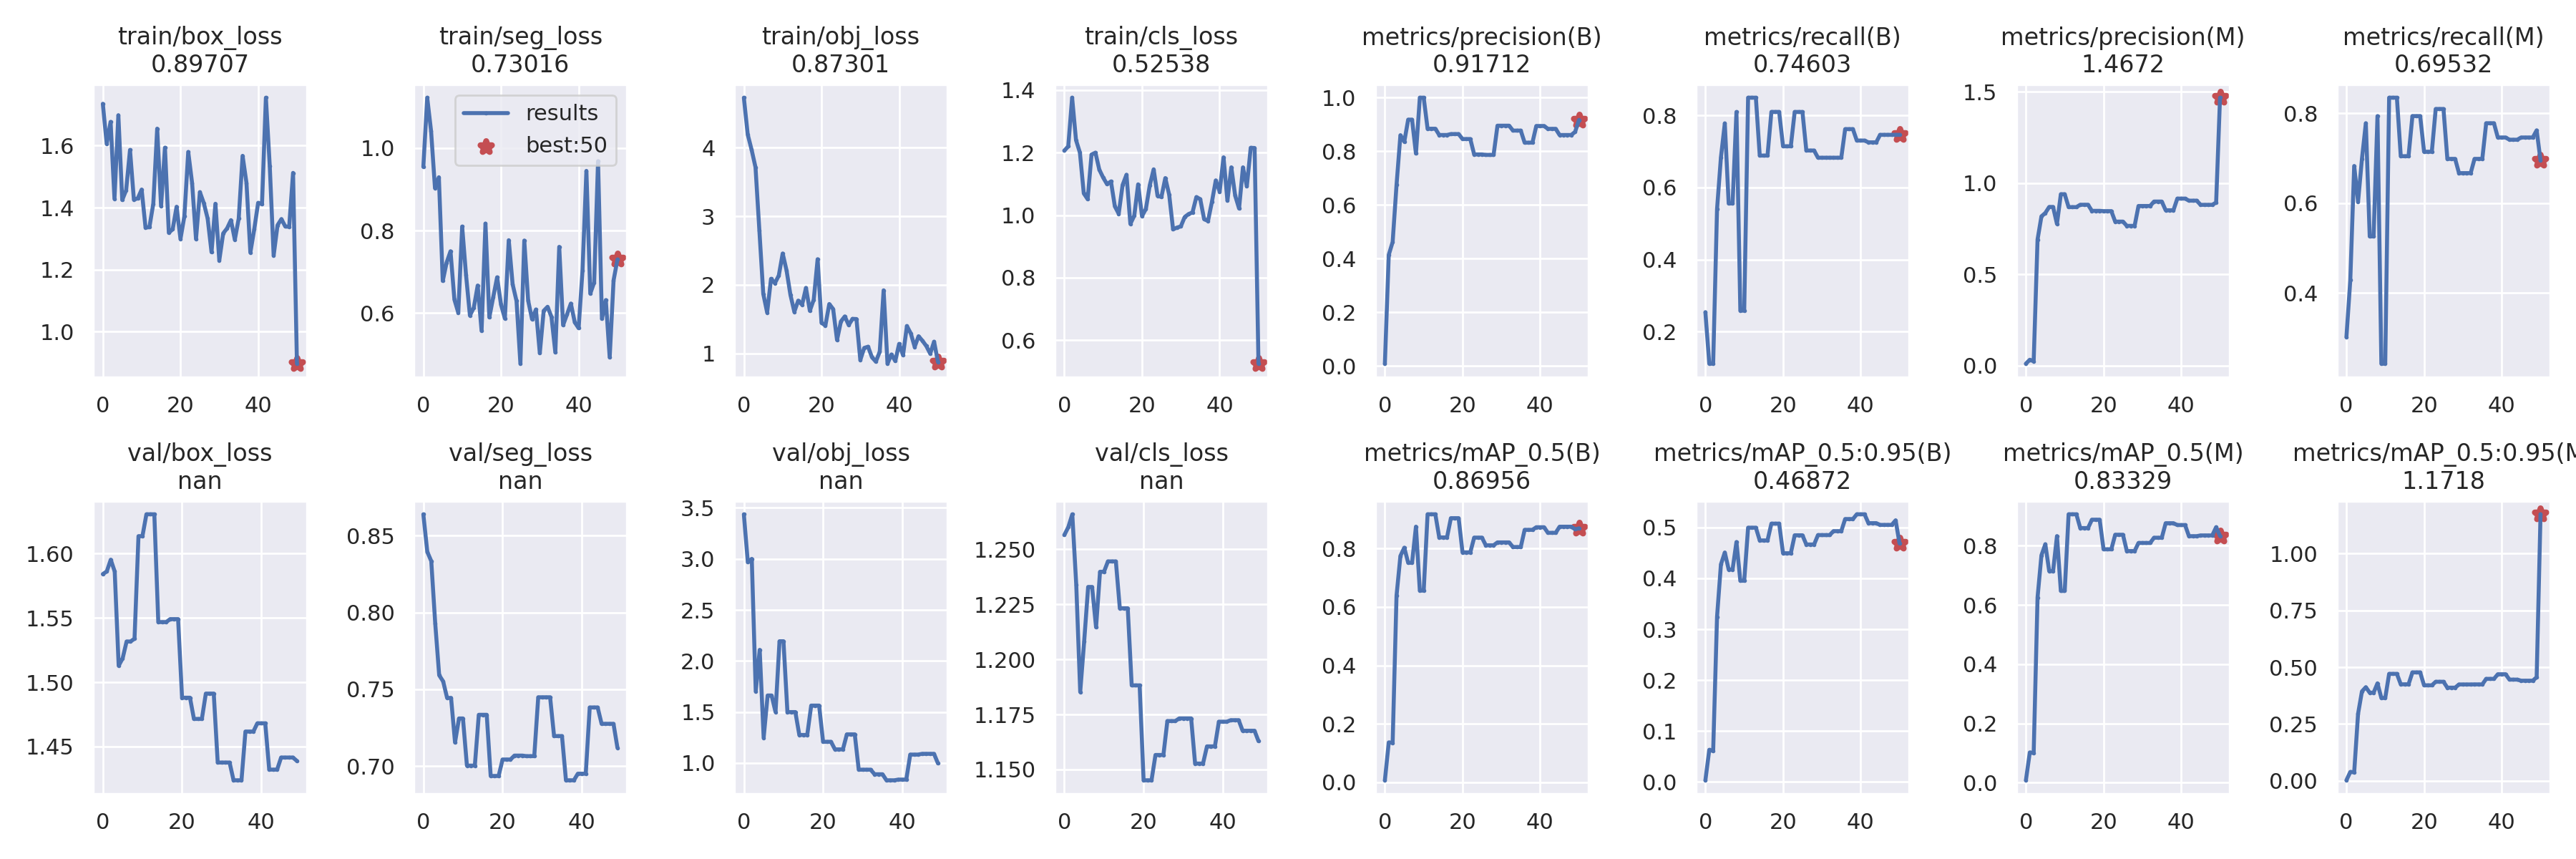 train/box_loss
0.89707
train/seg_loss
0.73016
train/obj_loss
0.87301
train/cls_loss
0.52538
metrics/precision(B)
0.91712
metrics/recall(B)
0.74603
metrics/precision(M)
1.4672
metrics/recall(M)
0.69532
1.6
1.4
1.2
1.0
0 20 40
results
best:50
1.0
0.8
0.6
0 20 40
4
3
2
1
0 20 40
1.4
1.2
1.0
0.8
0.6
0 20 40
1.0
0.8
0.6
0.4
0.2
0.0
0 20 40
0.8
0.6
0.4
0.2
0 20 40
1.5
1.0
0.5
0.0
0 20 40
0.8
0.6
0.4
0 20 40
val/box_loss
nan
val/seg_loss
nan
val/obj_loss
nan
val/cls_loss
nan
metrics/mAP_0.5(B)
0.86956
metrics/mAP_0.5:0.95(B)
0.46872
metrics/mAP_0.5(M)
0.83329
metrics/mAP_0.5:0.95(M
1.1718
1.60
1.55
1.50
1.45
0 20 40
0.85
0.80
0.75
0.70
0 20 40
3.5
3.0
2.5
2.0
1.5
1.0
0 20 40
1.250
1.225
1.200
1.175
1.150
0 20 40
0.8
0.6
0.4
0.2
0.0
0 20 40
0.5
0.4
0.3
0.2
0.1
0.0
0 20 40
0.8
0.6
0.4
0.2
0.0
0 20 40
1.00
0.75
0.50
0.25
0.00
0 20 40